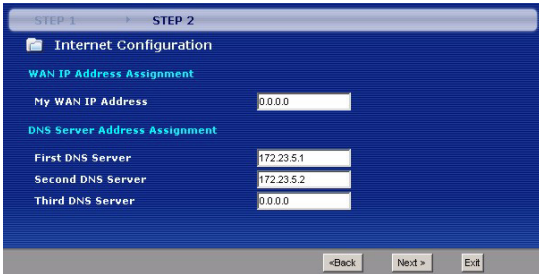 STEP 1 STEP 2
Internet Configuration
WAN IP Address Assignment
My WAN IP Address 0.0.0.0
DNS Server Address Assignment
First DNS Server 172.23.5.1
Second DNS Server 172.23.5.2
Third DNS Server 0.0.0.0
<Back Next > Exit